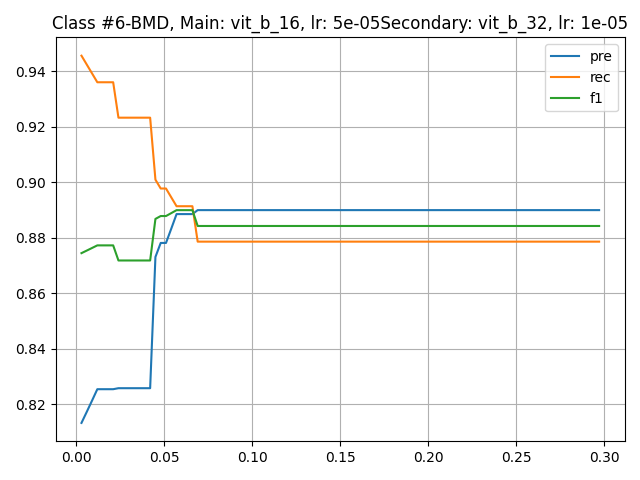 Class #6-BMD, Main: vit_b_16, lr: 5e-05Secondary: vit_b_32, lr: 1e-05
pre
rec
f1
0.94
0.92
0.90
0.88
0.86
0.84
0.82
0.00 0.05 0.10 0.15 0.20 0.25 0.30